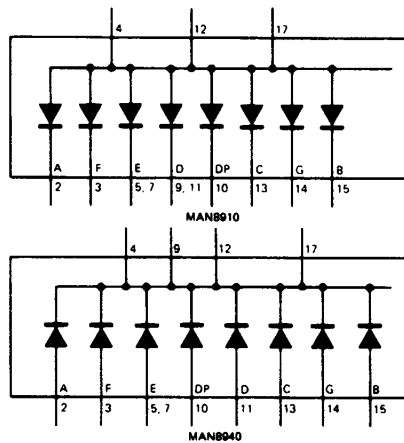 4 12 17
A F E D DP C G B
2 3 5, 7 9, 11 10 13 14 15
MAN8910
4 9 12 17
A F E DP D C G B
2 3 5, 7 10 11 13 14 15
MAN8940